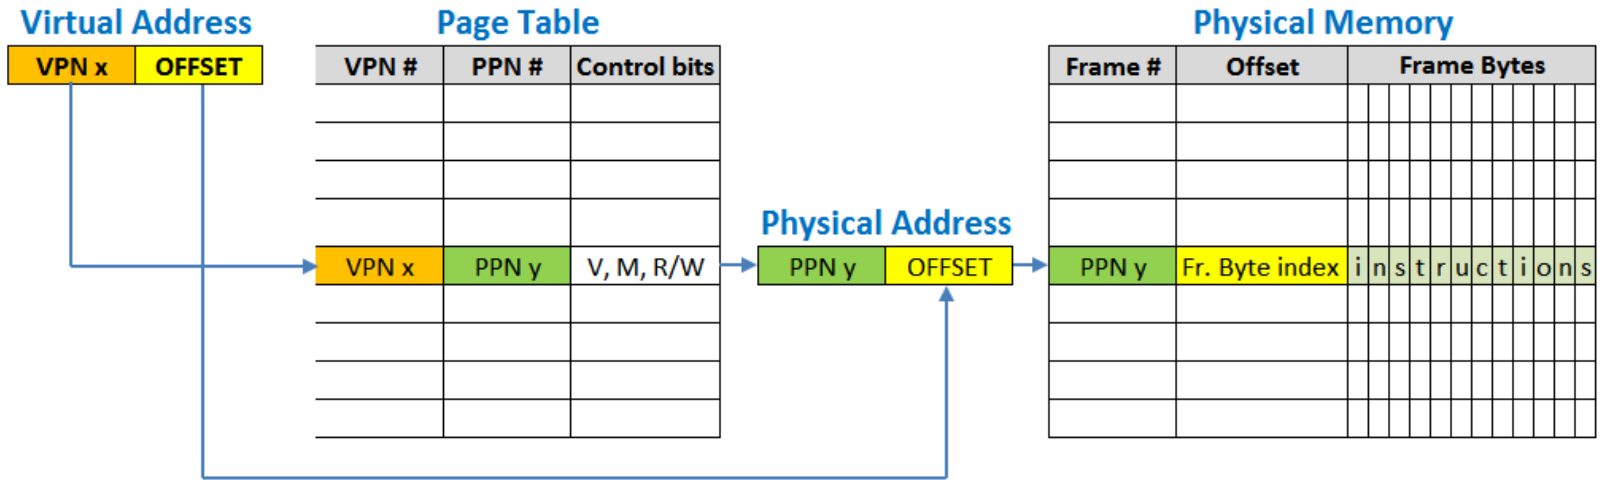 Virtual Address Page Table Physical Memory
VPN x OFFSET VPN # PPN # Control bits Frame # Offset Frame Bytes
Physical Address
VPN x PPN y V, M, R/W PPN y OFFSET PPN y Fr. Byte index i n s t r u c t i o n s